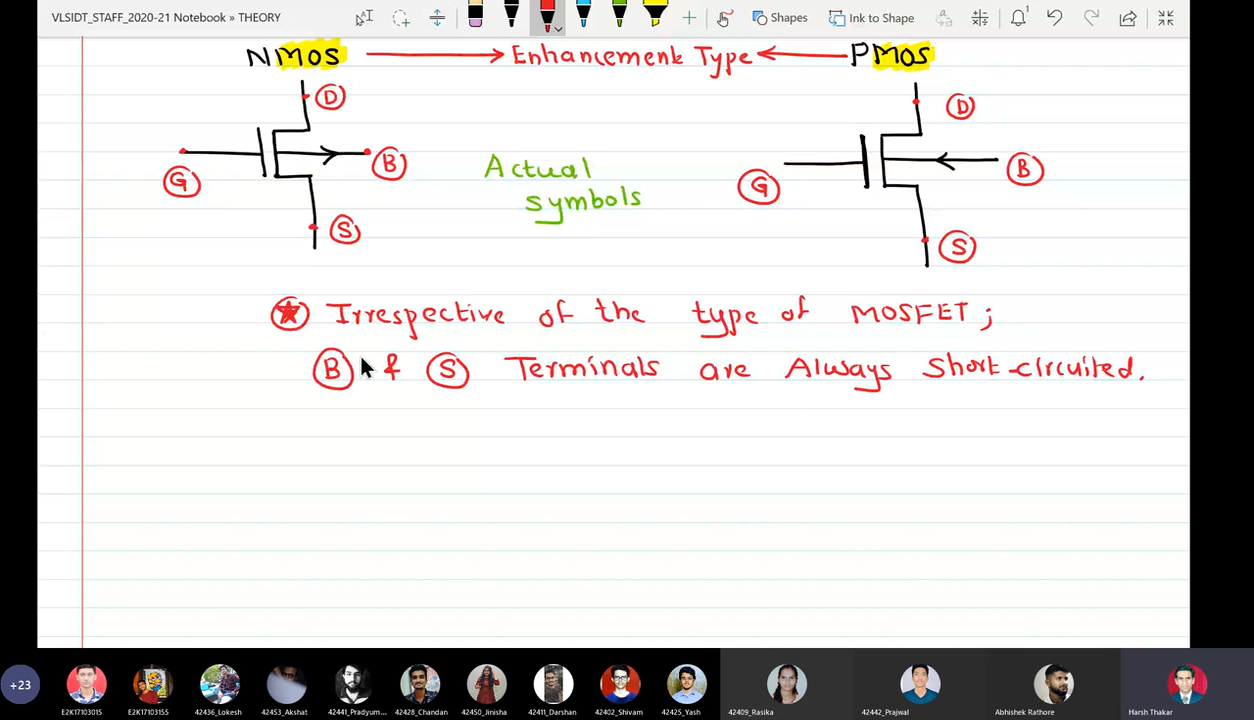 VLSIDT_STAFF_2020-21 Notebook » THEORY
Shapes
Ink to Shape
NMOS Enhancement Type PMOS
D
D
G
B
Actual
symbols
G
B
S
S
Irrespective of the type of MOSFET;
B & S Terminals are Always Short-circuited.
+23
E2K17103015
E2K17103155
42436_Lokesh
42453_Akshat
42441_Pradyum...
42428_Chandan
42450_Jinisha
42411_Darshan
42402_Shivam
42425_Yash
42409_Rasika
42442_Prajwal
Abhishek Rathore
Harsh Thakar